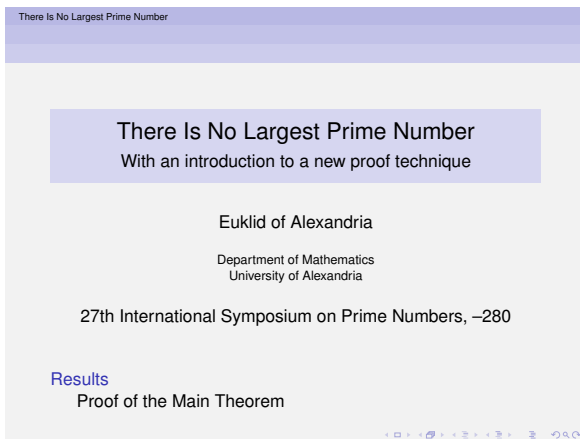 There Is No Largest Prime Number
There Is No Largest Prime Number
With an introduction to a new proof technique
Euklid of Alexandria
Department of Mathematics
University of Alexandria
27th International Symposium on Prime Numbers, –280
Results
Proof of the Main Theorem